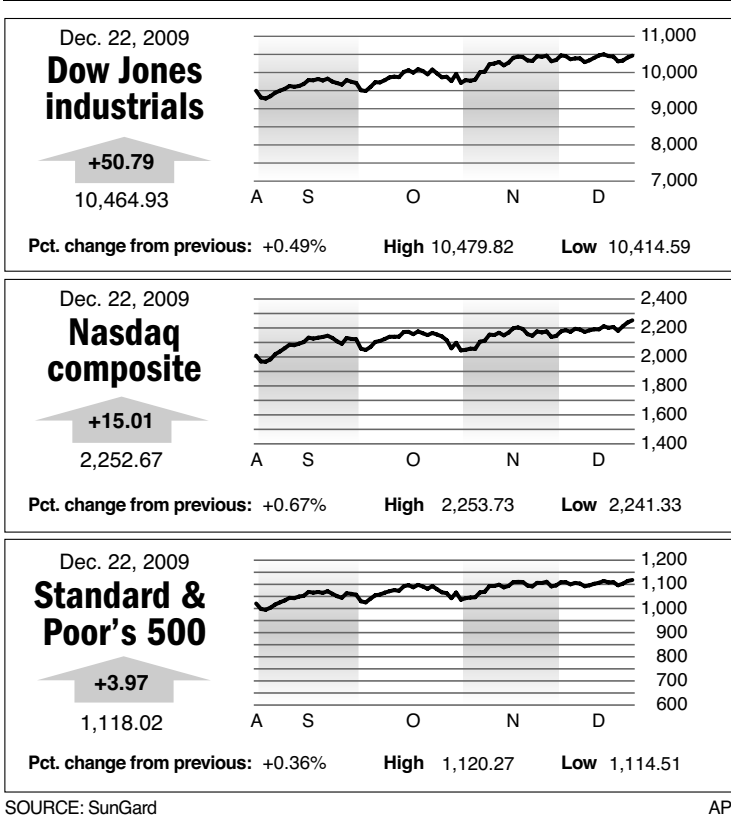 Dec. 22, 2009
Dow Jones
industrials
+50.79
10,464.93
11,000
10,000
9,000
8,000
7,000
A S O N D
Pct. change from previous: +0.49% High 10,479.82 Low 10,414.59
Dec. 22, 2009
Nasdaq
composite
+15.01
2,252.67
2,400
2,200
2,000
1,800
1,600
1,400
A S O N D
Pct. change from previous: +0.67% High 2,253.73 Low 2,241.33
Dec. 22, 2009
Standard &
Poor's 500
+3.97
1,118.02
1,200
1,100
1,000
900
800
700
600
A S O N D
Pct. change from previous: +0.36% High 1,120.27 Low 1,114.51
SOURCE: SunGard AP